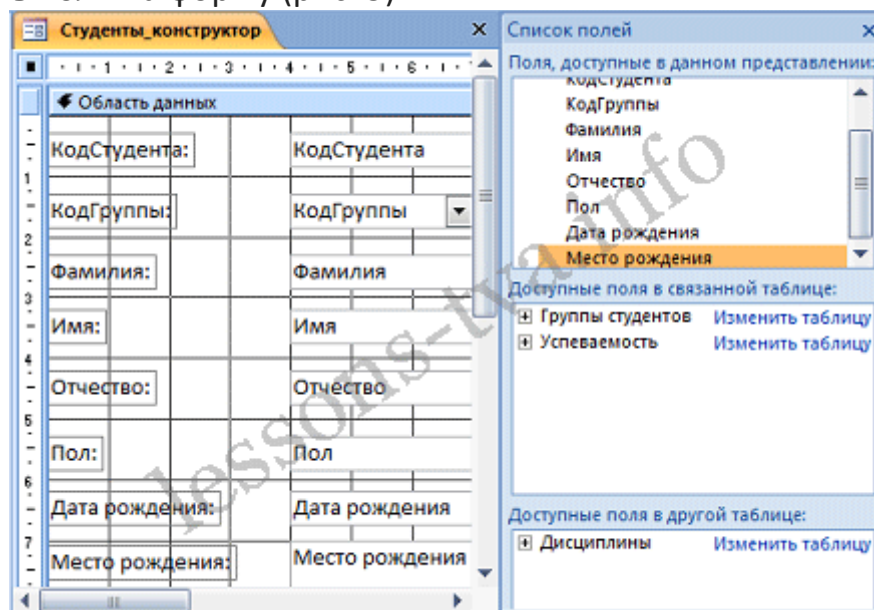 Студенты_конструктор
Область данных
КодСтудента: КодСтудента
КодГруппы: КодГруппы
Фамилия: Фамилия
Имя: Имя
Отчество: Отчество
Пол: Пол
Дата рождения: Дата рождения
Место рождения: Место рождения
Список полей
Поля, доступные в данном представлении:
КодСтудента
КодГруппы
Фамилия
Имя
Отчество
Пол
Дата рождения
Место рождения
Доступные поля в связанной таблице:
Группы студентов Изменить таблицу
Успеваемость Изменить таблицу
Доступные поля в другой таблице:
Дисциплины Изменить таблицу
lessons-tva.info